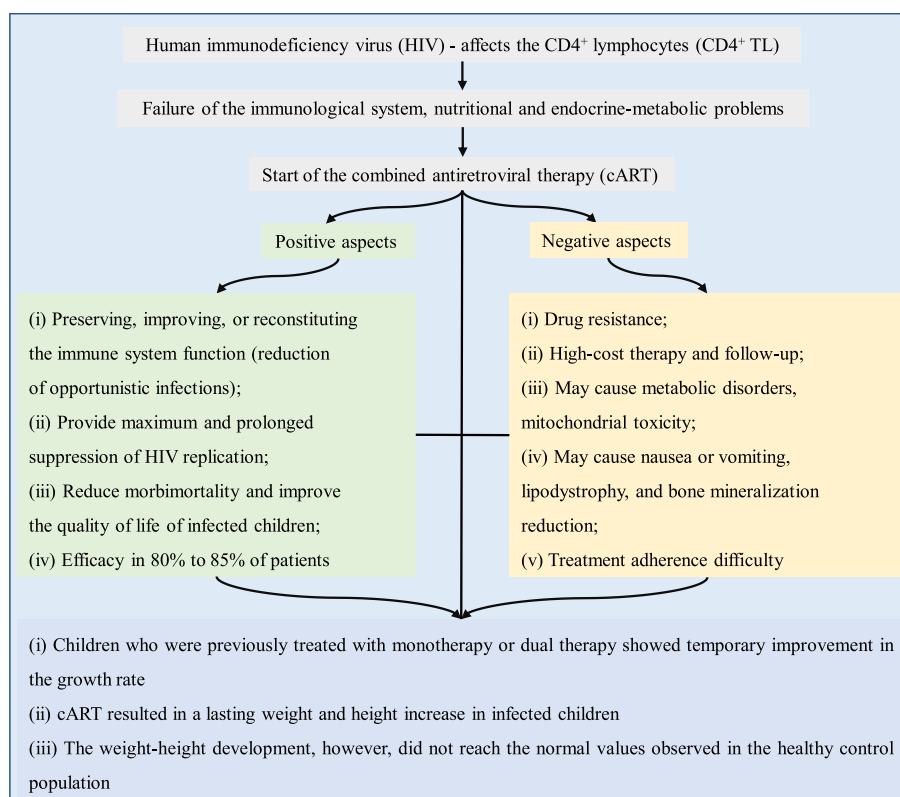 Human immunodeficiency virus (HIV) - affects the CD4⁺ lymphocytes (CD4⁺ TL)
Failure of the immunological system, nutritional and endocrine-metabolic problems
Start of the combined antiretroviral therapy (cART)
Positive aspects
Negative aspects
(i) Preserving, improving, or reconstituting
the immune system function (reduction
of opportunistic infections);
(ii) Provide maximum and prolonged
suppression of HIV replication;
(iii) Reduce morbimortality and improve
the quality of life of infected children;
(iv) Efficacy in 80% to 85% of patients
(i) Drug resistance;
(ii) High-cost therapy and follow-up;
(iii) May cause metabolic disorders,
mitochondrial toxicity;
(iv) May cause nausea or vomiting,
lipodystrophy, and bone mineralization
reduction;
(v) Treatment adherence difficulty
(i) Children who were previously treated with monotherapy or dual therapy showed temporary improvement in
the growth rate
(ii) cART resulted in a lasting weight and height increase in infected children
(iii) The weight-height development, however, did not reach the normal values observed in the healthy control
population